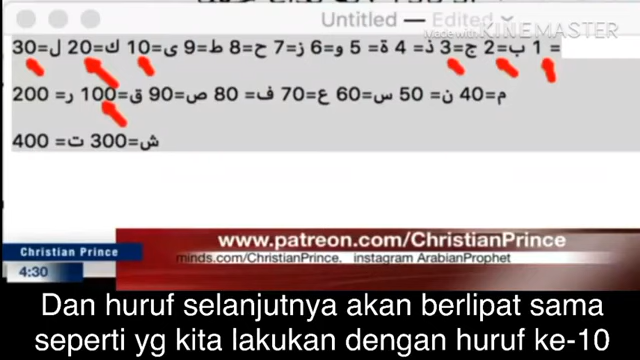 Untitled — Edited
Made with KINEMASTER
= 1 ب=2 ج=3 ذ= 4 ة= 5 و=6 ز=7 ح=8 ط=9 ى=10 ك=20 ل=30
م=40 ن= 50 س=60 ع=70 ف= 80 ص=90 ق=100 ر= 200
ش=300 ت= 400
www.patreon.com/ChristianPrince
Christian Prince
minds.com/ChristianPrince. instagram ArabianProphet
4:30
Dan huruf selanjutnya akan berlipat sama
seperti yg kita lakukan dengan huruf ke-10